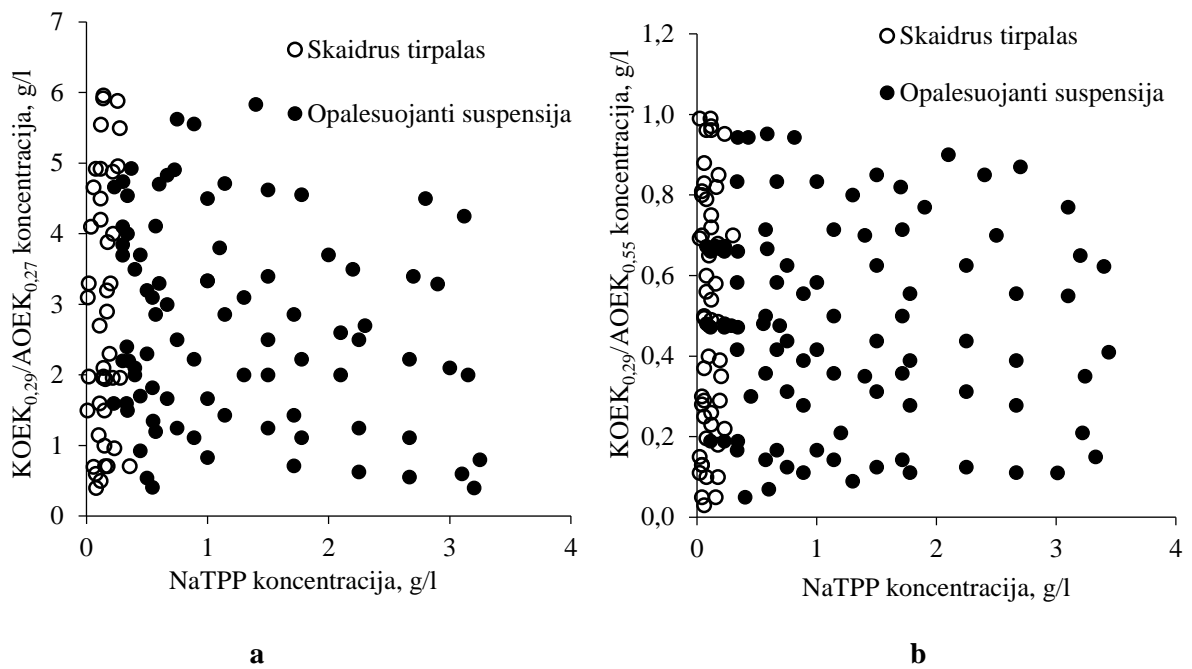 7
6
5
4
3
2
1
0
KOEK0,29/AOEK0,27 koncentracija, g/l
Skaidrus tirpalas
Opalesuojanti suspensija
0 1 2 3 4
NaTPP koncentracija, g/l
a
1,2
1,0
0,8
0,6
0,4
0,2
0,0
KOEK0,29/AOEK0,55 koncentracija, g/l
Skaidrus tirpalas
Opalesuojanti suspensija
0 1 2 3 4
NaTPP koncentracija, g/l
b